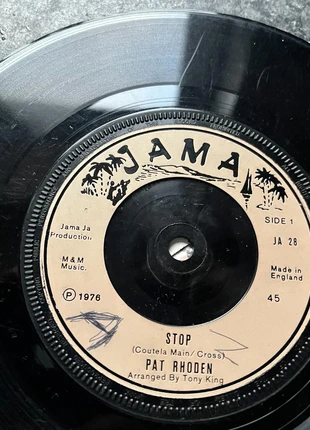 JAMA
SIDE 1
Jama Ja
Production
JA 28
M&M
Music.
Made in
England
Ⓟ 1976
45
STOP
(Coutela Main/Cross)
PAT RHODEN
Arranged By Tony King